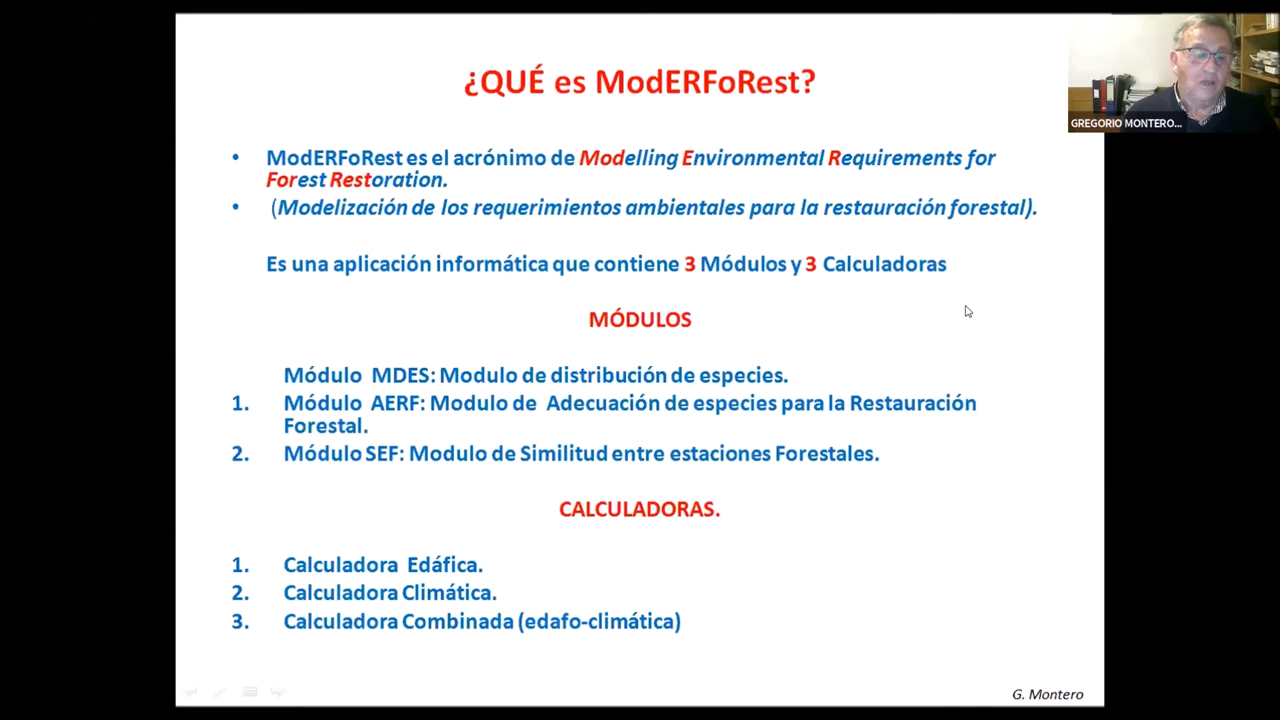 ¿QUÉ es ModERFoRest?
GREGORIO MONTERO...
• ModERFoRest es el acrónimo de Modelling Environmental Requirements for
Forest Restoration.
• (Modelización de los requerimientos ambientales para la restauración forestal).
Es una aplicación informática que contiene 3 Módulos y 3 Calculadoras
MÓDULOS
Módulo MDES: Modulo de distribución de especies.
1. Módulo AERF: Modulo de Adecuación de especies para la Restauración
Forestal.
2. Módulo SEF: Modulo de Similitud entre estaciones Forestales.
CALCULADORAS.
1. Calculadora Edáfica.
2. Calculadora Climática.
3. Calculadora Combinada (edafo-climática)
G. Montero